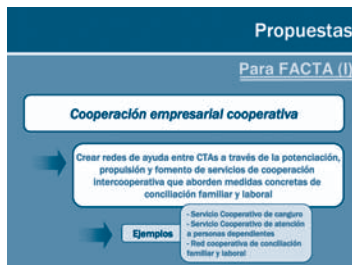 Propuestas
Para FACTA (I)
Cooperación empresarial cooperativa
Crear redes de ayuda entre CTAs a través de la potenciación,
propulsión y fomento de servicios de cooperación
intercooperativa que aborden medidas concretas de
conciliación familiar y laboral
Ejemplos
- Servicio Cooperativo de canguro
- Servicio Cooperativo de atención
a personas dependientes
- Red cooperativa de conciliación
familiar y laboral